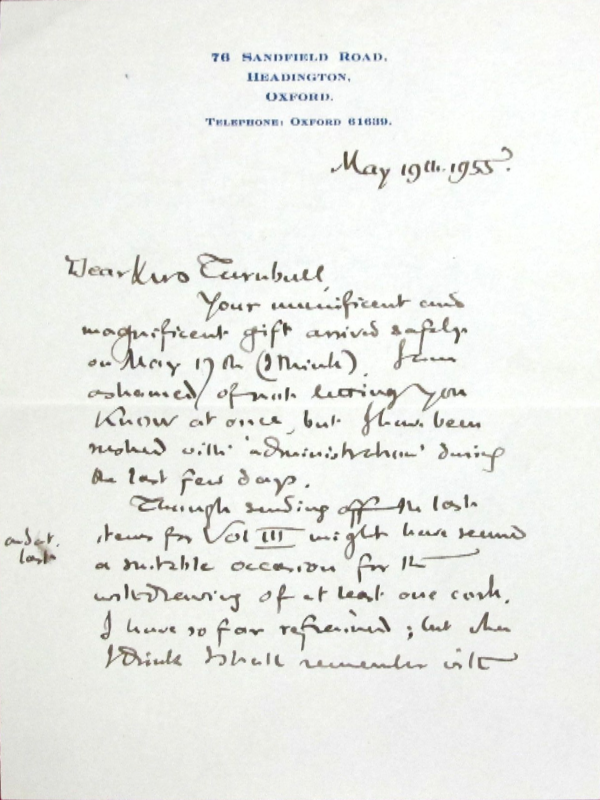 76 SANDFIELD ROAD,
HEADINGTON,
OXFORD.
TELEPHONE: OXFORD 61639.
May 19th. 1955.
Dear Mrs Turnbull,
Your munificent and
magnificent gift arrived safely
on May 17th (I think). I am
ashamed of not letting you
know at once, but I have been
rushed with 'administration' during
the last few days.
Though sending off the last
and at
last
items for Vol III might have seemed
a suitable occasion for the
withdrawing of at least one cork,
I have so far refrained; but when
I drink I shall remember with